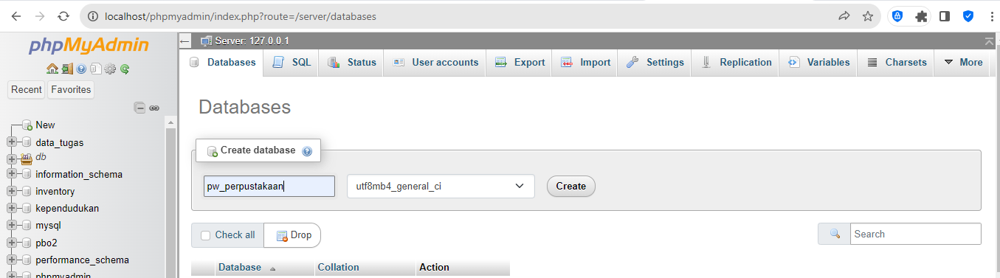 localhost/phpmyadmin/index.php?route=/server/databases
phpMyAdmin
Recent Favorites
New
data_tugas
db
information_schema
inventory
kependudukan
mysql
pbo2
performance_schema
phpmyadmin
Server: 127.0.0.1
Databases SQL Status User accounts Export Import Settings Replication Variables Charsets More
Databases
Create database
pw_perpustakaan utf8mb4_general_ci Create
Check all Drop Search
Database Collation Action